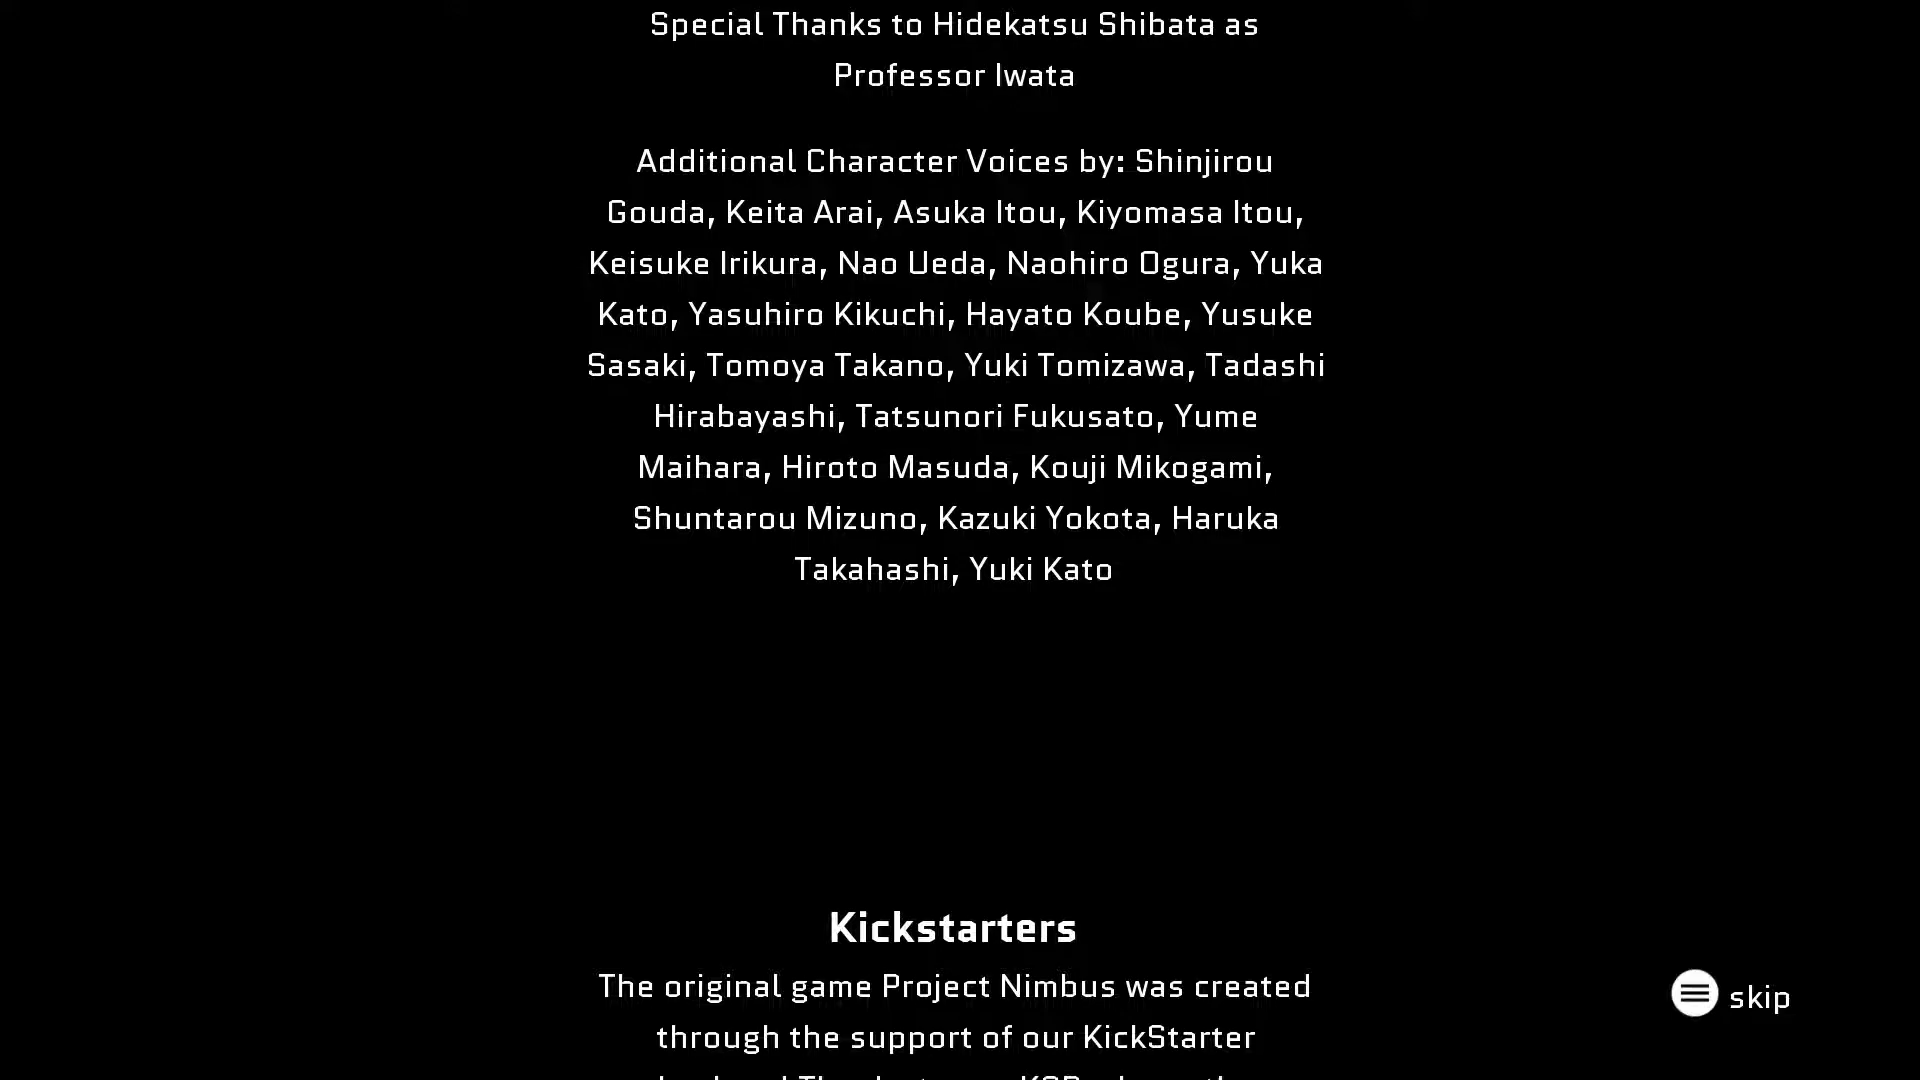 Special Thanks to Hidekatsu Shibata as
Professor Iwata
Additional Character Voices by: Shinjirou
Gouda, Keita Arai, Asuka Itou, Kiyomasa Itou,
Keisuke Irikura, Nao Ueda, Naohiro Ogura, Yuka
Kato, Yasuhiro Kikuchi, Hayato Koube, Yusuke
Sasaki, Tomoya Takano, Yuki Tomizawa, Tadashi
Hirabayashi, Tatsunori Fukusato, Yume
Maihara, Hiroto Masuda, Kouji Mikogami,
Shuntarou Mizuno, Kazuki Yokota, Haruka
Takahashi, Yuki Kato
Kickstarters
The original game Project Nimbus was created
through the support of our KickStarter
skip